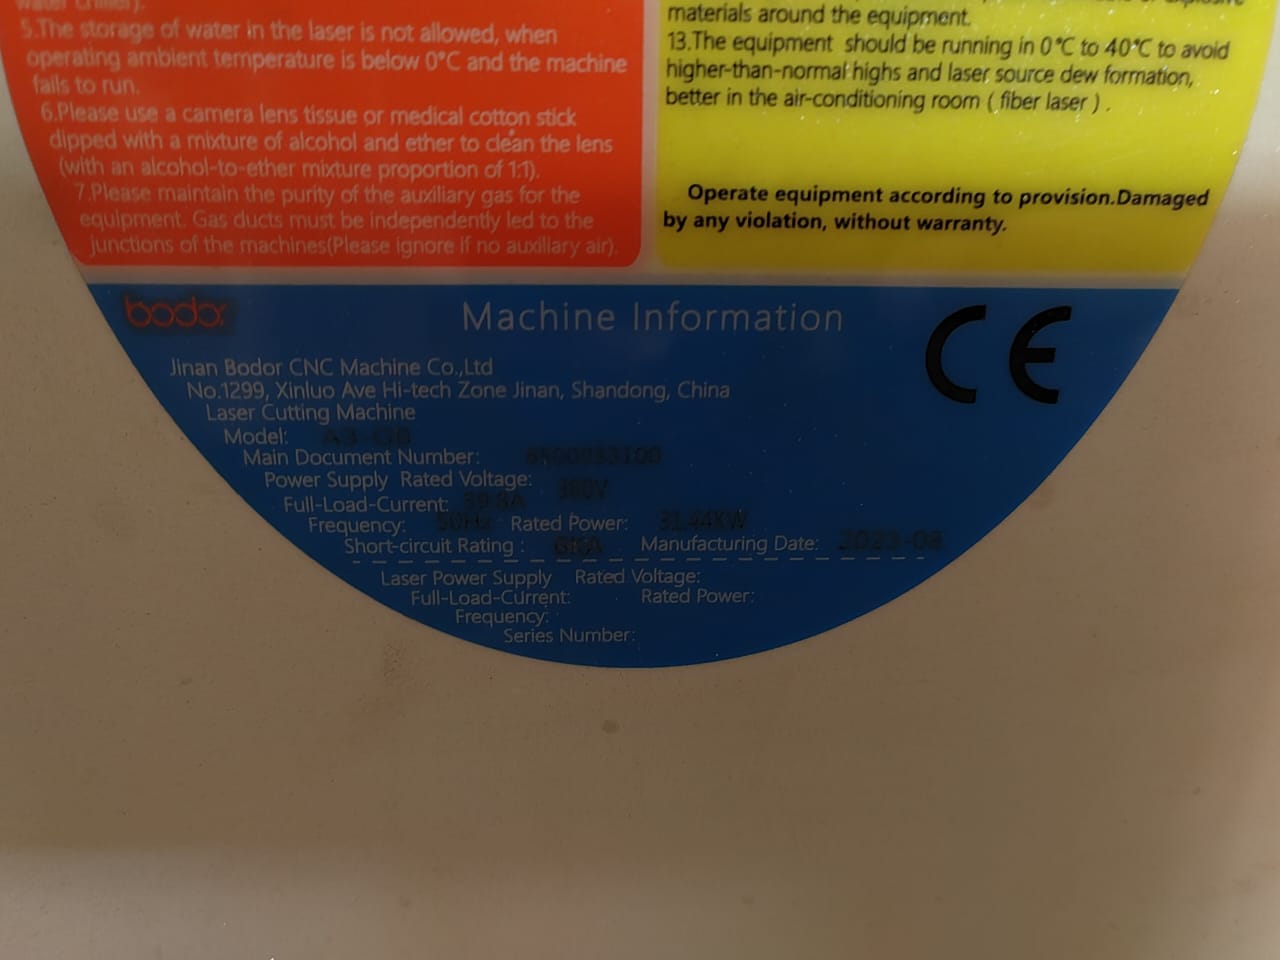 5.The storage of water in the laser is not allowed, when
operating ambient temperature is below 0°C and the machine
fails to run.
6.Please use a camera lens tissue or medical cotton stick
dipped with a mixture of alcohol and ether to clean the lens
(with an alcohol-to-ether mixture proportion of 1:1).
7.Please maintain the purity of the auxiliary gas for the
equipment. Gas ducts must be independently led to the
junctions of the machines(Please ignore if no auxiliary air).
materials around the equipment.
13.The equipment should be running in 0°C to 40°C to avoid
higher-than-normal highs and laser source dew formation,
better in the air-conditioning room ( fiber laser ) .
Operate equipment according to provision.Damaged
by any violation, without warranty.
bodor
Machine Information
CE
Jinan Bodor CNC Machine Co.,Ltd
No.1299, Xinluo Ave Hi-tech Zone Jinan, Shandong, China
Laser Cutting Machine
Model:
Main Document Number:
Power Supply Rated Voltage: 380V
Full-Load-Current:
Frequency: 50Hz Rated Power: 31.44KW
Short-circuit Rating : Manufacturing Date:
Laser Power Supply Rated Voltage:
Full-Load-Current: Rated Power:
Frequency:
Series Number: